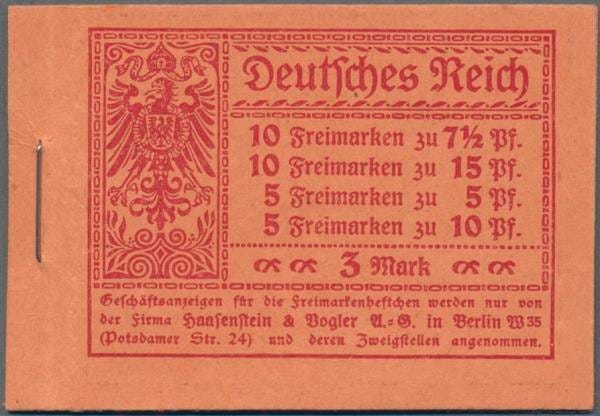 Deutsches Reich
10 Freimarken zu 7½ Pf.
10 Freimarken zu 15 Pf.
5 Freimarken zu 5 Pf.
5 Freimarken zu 10 Pf.
3 Mark
Geschäftsanzeigen für die Freimarkenheftchen werden nur von
der Firma Haasenstein & Vogler A.=G. in Berlin W35
(Potsdamer Str. 24) und deren Zweigstellen angenommen.